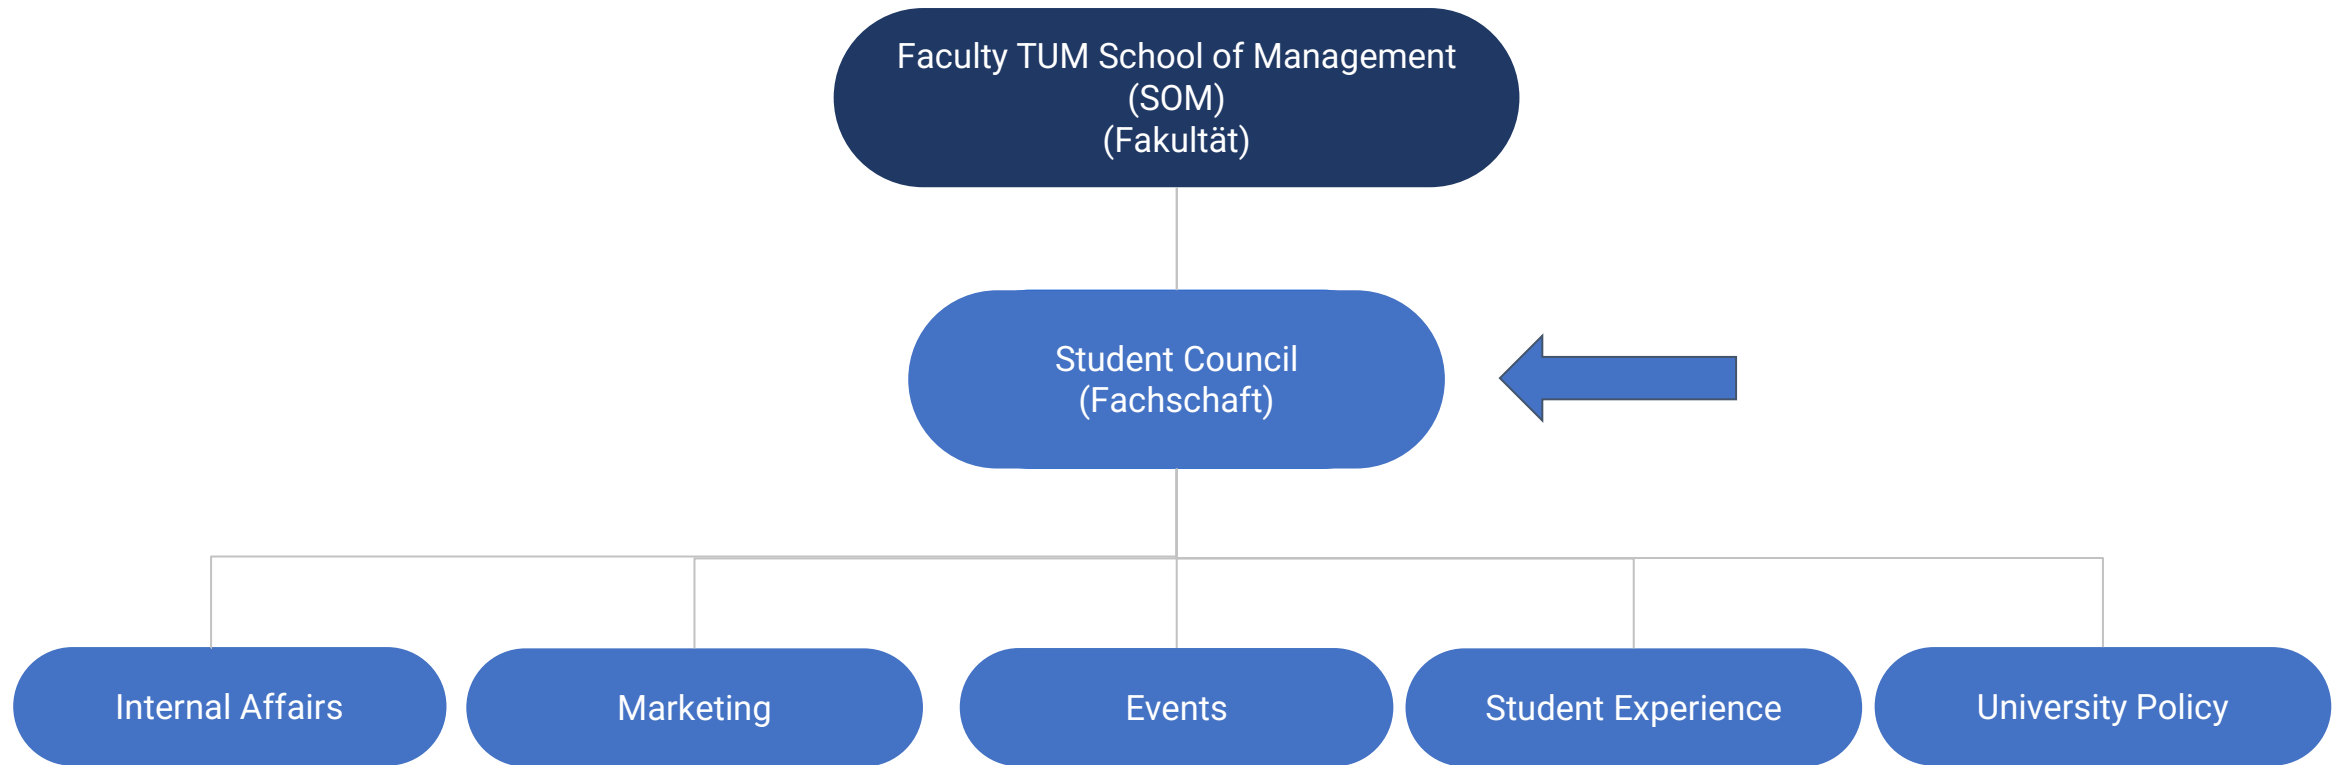 Faculty TUM School of Management
(SOM)
(Fakultät)
Student Council
(Fachschaft)
Internal Affairs
Marketing
Events
Student Experience
University Policy